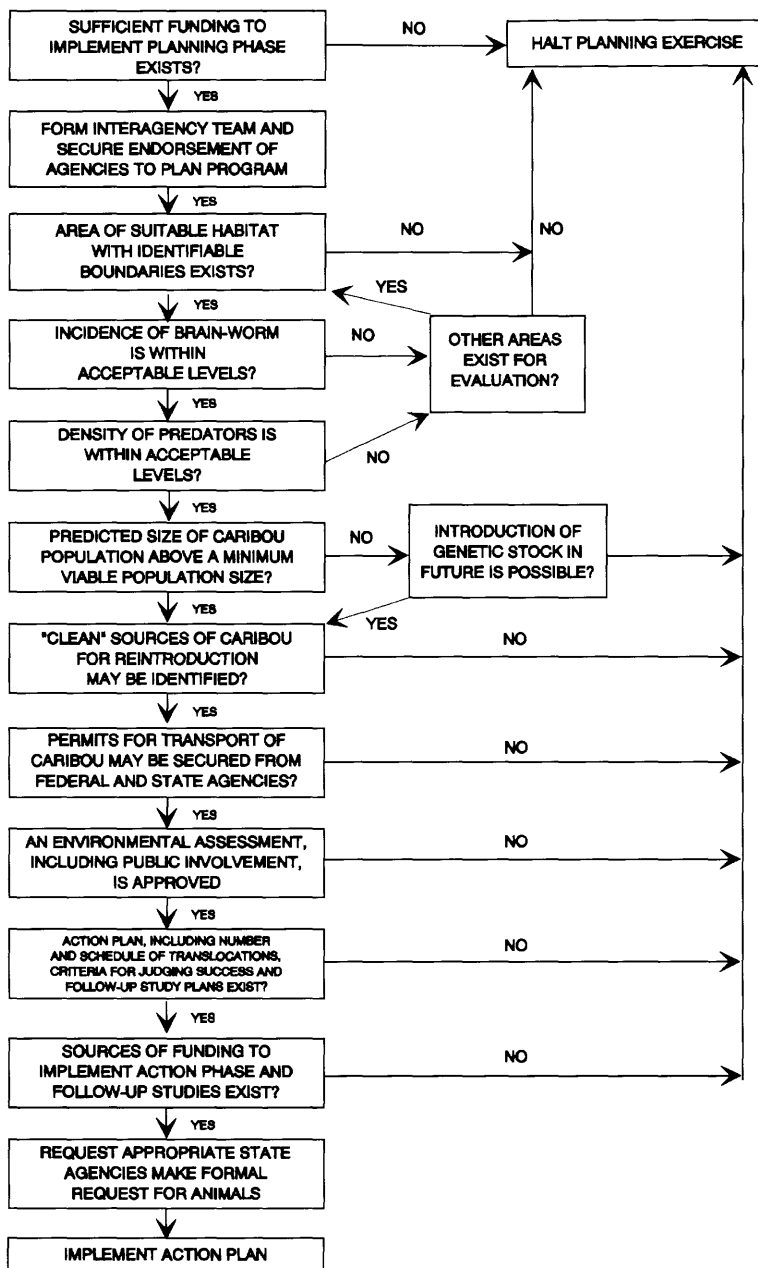 SUFFICIENT FUNDING TO
IMPLEMENT PLANNING PHASE
EXISTS?
NO
HALT PLANNING EXERCISE
YES
FORM INTERAGENCY TEAM AND
SECURE ENDORSEMENT OF
AGENCIES TO PLAN PROGRAM
YES
AREA OF SUITABLE HABITAT
WITH IDENTIFIABLE
BOUNDARIES EXISTS?
NO
NO
YES
YES
INCIDENCE OF BRAIN-WORM
IS WITHIN
ACCEPTABLE LEVELS?
NO
OTHER AREAS
EXIST FOR
EVALUATION?
YES
DENSITY OF PREDATORS IS
WITHIN ACCEPTABLE
LEVELS?
NO
YES
PREDICTED SIZE OF CARIBOU
POPULATION ABOVE A MINIMUM
VIABLE POPULATION SIZE?
NO
INTRODUCTION OF
GENETIC STOCK IN
FUTURE IS POSSIBLE?
YES
YES
"CLEAN" SOURCES OF CARIBOU
FOR REINTRODUCTION
MAY BE IDENTIFIED?
NO
YES
PERMITS FOR TRANSPORT OF
CARIBOU MAY BE SECURED FROM
FEDERAL AND STATE AGENCIES?
NO
YES
AN ENVIRONMENTAL ASSESSMENT,
INCLUDING PUBLIC INVOLVEMENT,
IS APPROVED
NO
YES
ACTION PLAN, INCLUDING NUMBER
AND SCHEDULE OF TRANSLOCATIONS,
CRITERIA FOR JUDGING SUCCESS AND
FOLLOW-UP STUDY PLANS EXIST?
NO
YES
SOURCES OF FUNDING TO
IMPLEMENT ACTION PHASE AND
FOLLOW-UP STUDIES EXIST?
NO
YES
REQUEST APPROPRIATE STATE
AGENCIES MAKE FORMAL
REQUEST FOR ANIMALS
IMPLEMENT ACTION PLAN